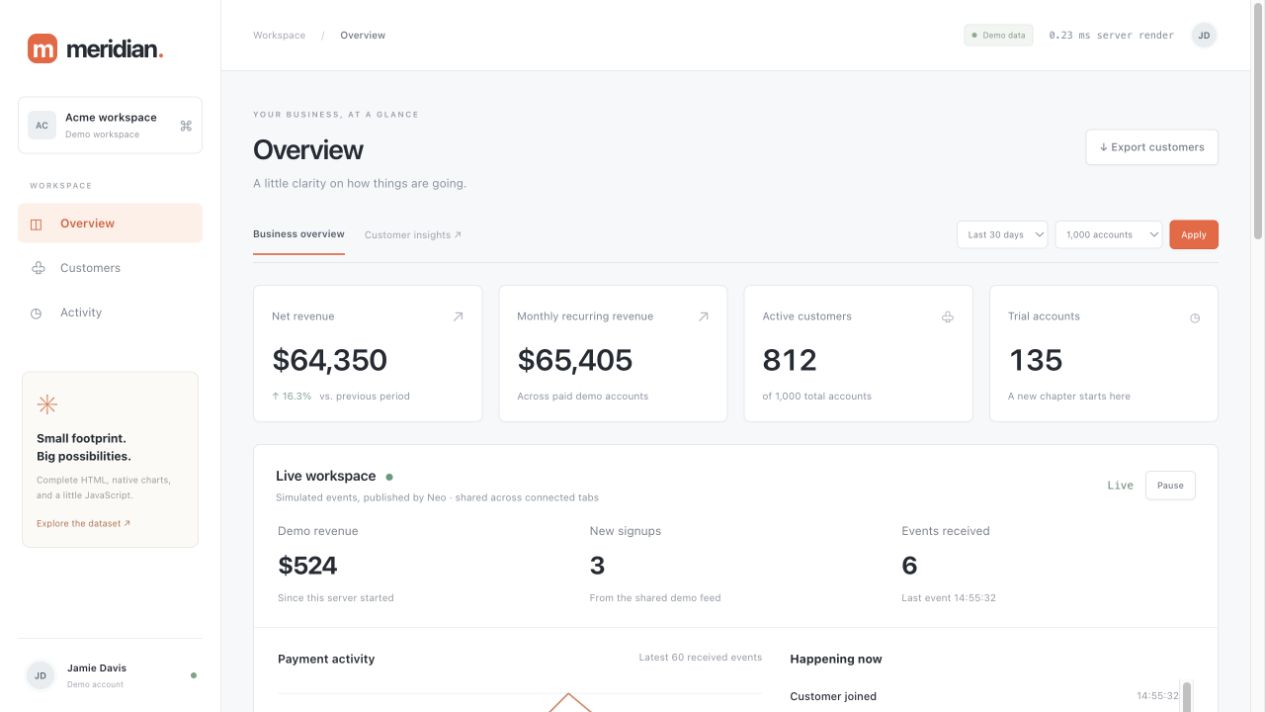 m meridian.
AC
Acme workspace
Demo workspace
WORKSPACE
Overview
Customers
Activity
Small footprint.
Big possibilities.
Complete HTML, native charts,
and a little JavaScript.
Explore the dataset ↗
JD
Jamie Davis
Demo account
Workspace / Overview
Demo data
0.23 ms server render
JD
YOUR BUSINESS, AT A GLANCE
Overview
A little clarity on how things are going.
↓ Export customers
Business overview
Customer insights ↗
Last 30 days
1,000 accounts
Apply
Net revenue
$64,350
↑ 16.3% vs. previous period
Monthly recurring revenue
$65,405
Across paid demo accounts
Active customers
812
of 1,000 total accounts
Trial accounts
135
A new chapter starts here
Live workspace
Simulated events, published by Neo · shared across connected tabs
Live
Pause
Demo revenue
$524
Since this server started
New signups
3
From the shared demo feed
Events received
6
Last event 14:55:32
Payment activity
Latest 60 received events
Happening now
Customer joined
14:55:32